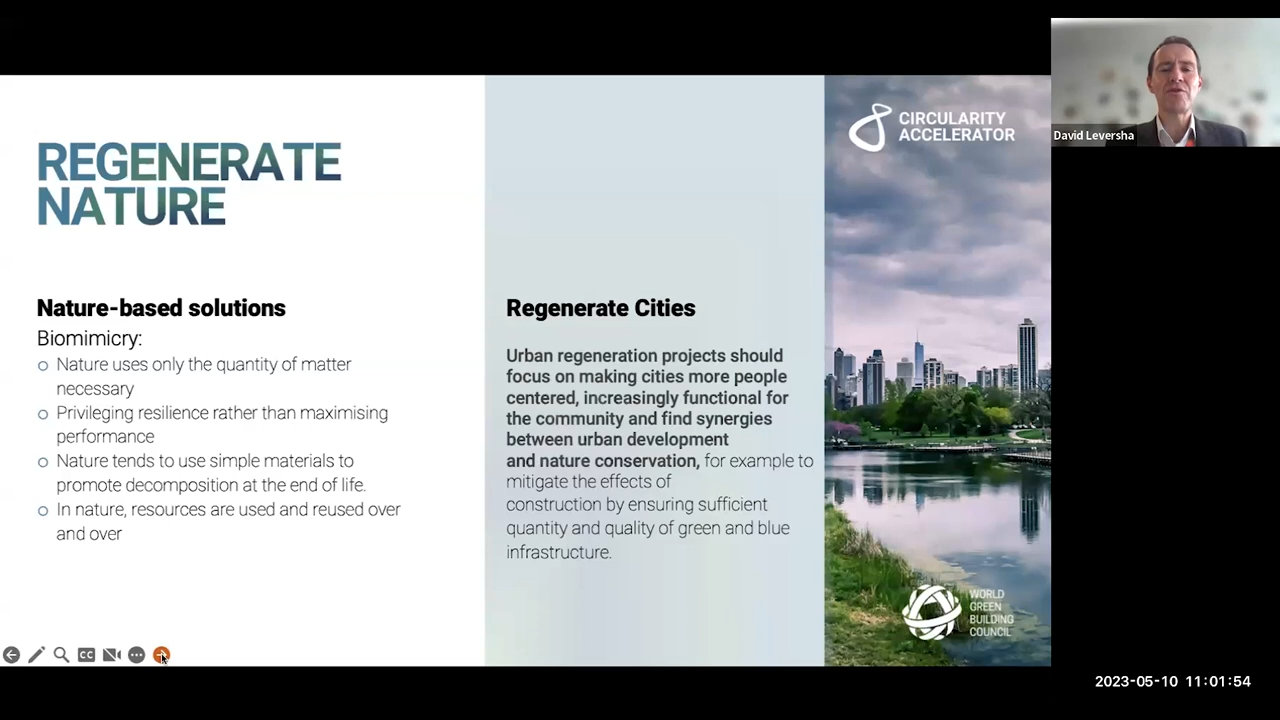 REGENERATE
NATURE
Nature-based solutions
Biomimicry:
Nature uses only the quantity of matter
necessary
Privileging resilience rather than maximising
performance
Nature tends to use simple materials to
promote decomposition at the end of life.
In nature, resources are used and reused over
and over
Regenerate Cities
Urban regeneration projects should
focus on making cities more people
centered, increasingly functional for
the community and find synergies
between urban development
and nature conservation, for example to
mitigate the effects of
construction by ensuring sufficient
quantity and quality of green and blue
infrastructure.
CIRCULARITY
ACCELERATOR
WORLD
GREEN
BUILDING
COUNCIL
David Leversha
CC
2023-05-10 11:01:54